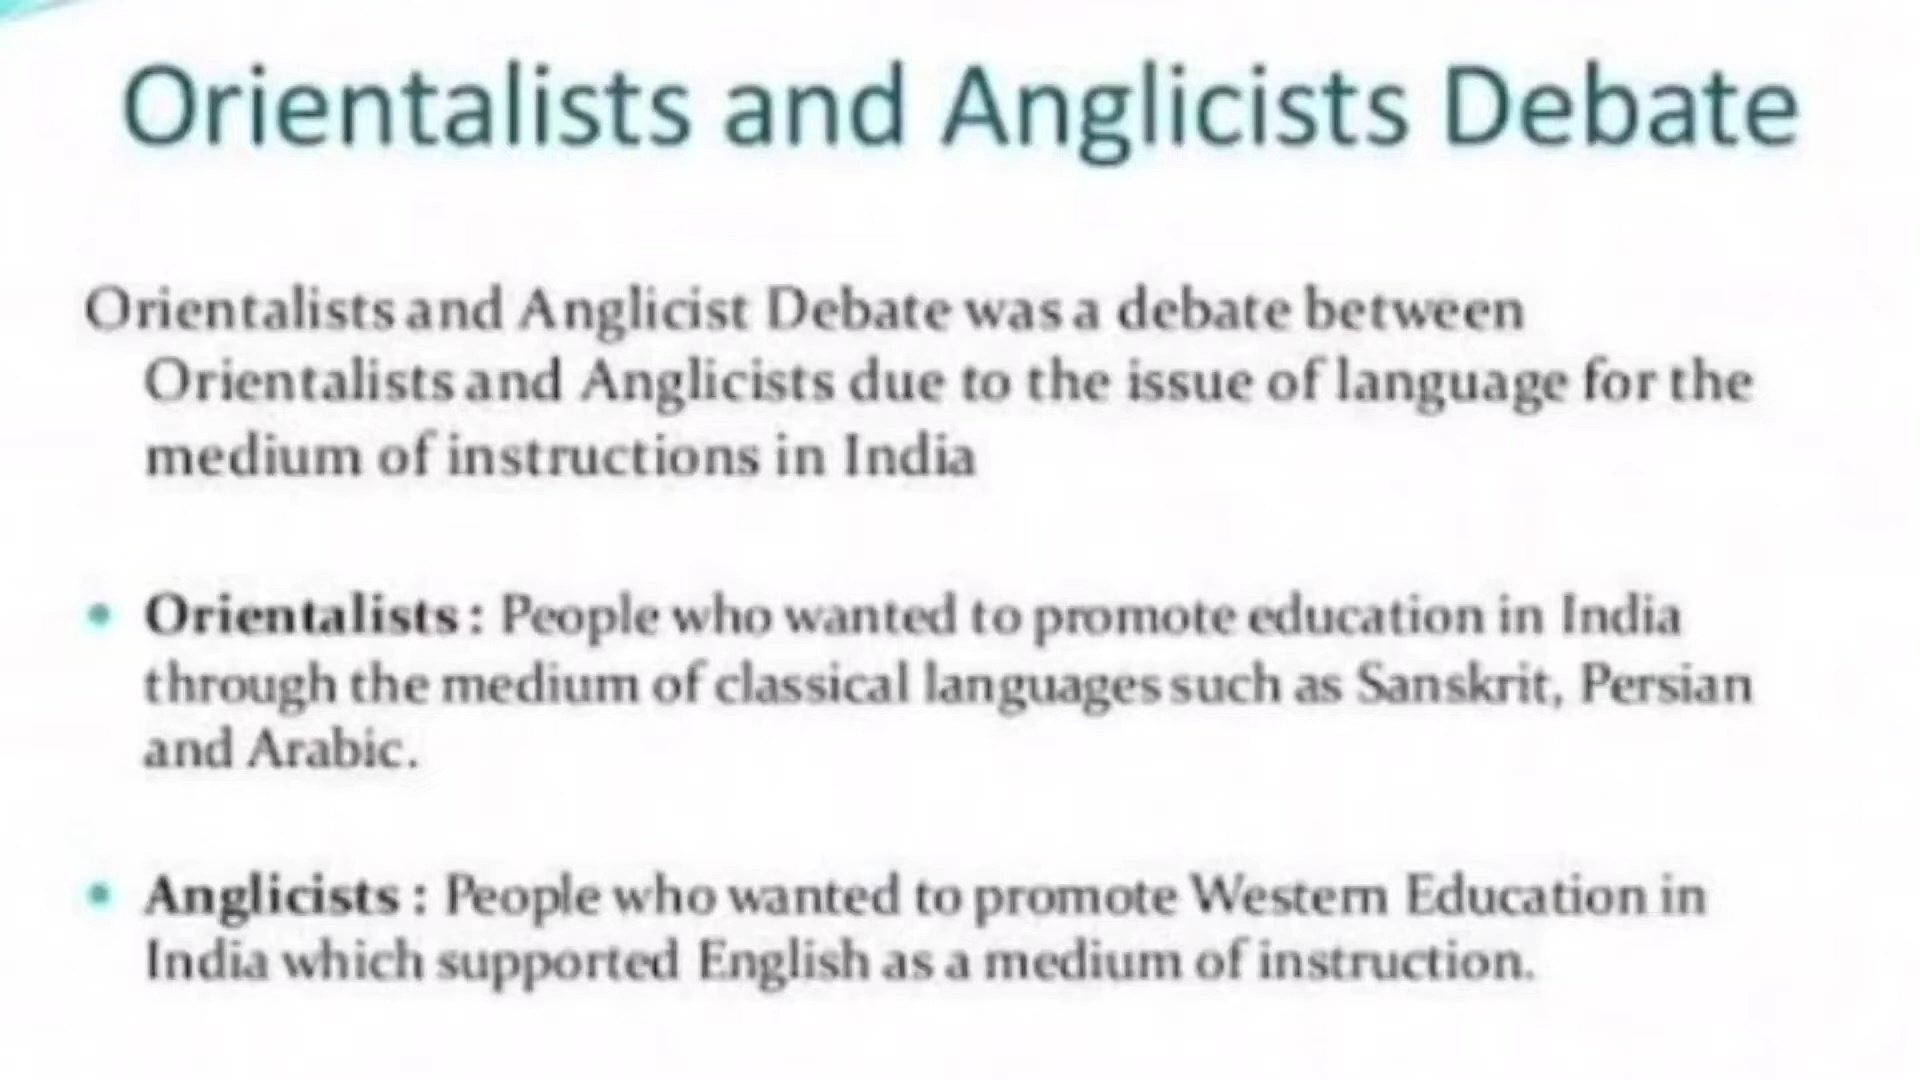 Orientalists and Anglicists Debate
Orientalists and Anglicist Debate was a debate between
Orientalists and Anglicists due to the issue of language for the
medium of instructions in India
• Orientalists : People who wanted to promote education in India
through the medium of classical languages such as Sanskrit, Persian
and Arabic.
• Anglicists : People who wanted to promote Western Education in
India which supported English as a medium of instruction.